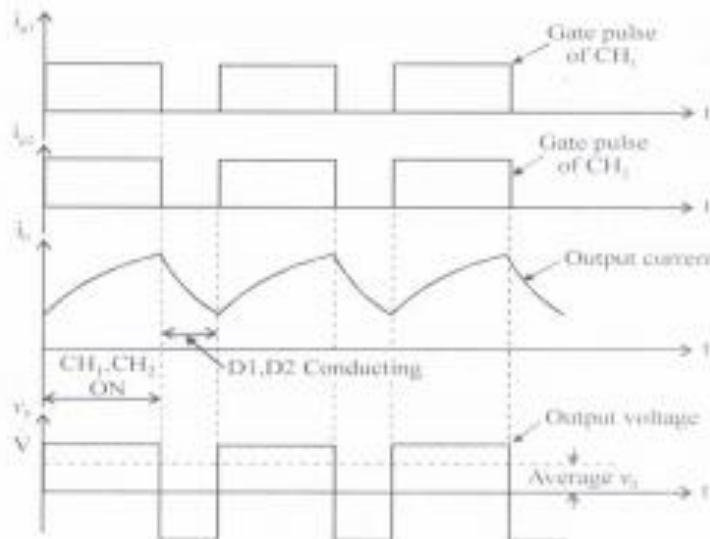 Gate pulse
of CH₁
t
Gate pulse
of CH₂
t
Output curren
t
CH₁,CH₂
ON
D1,D2 Conducting
V
Output voltage
Average v₀
t